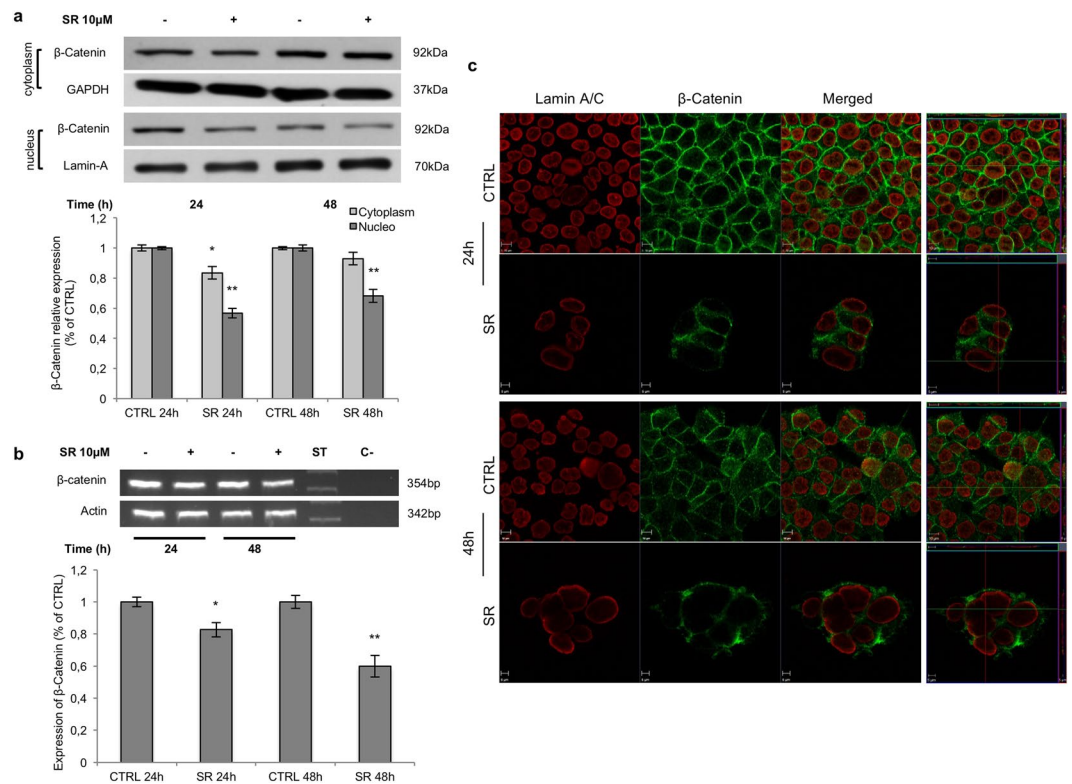 a
SR 10µM - + - +
cytoplasm
β-Catenin 92kDa
GAPDH 37kDa
nucleus
β-Catenin 92kDa
Lamin-A 70kDa
Time (h) 24 48
β-Catenin relative expression
(% of CTRL)
1,2
1
0,8
0,6
0,4
0,2
0
Cytoplasm
Nucleo
*
**
**
CTRL 24h SR 24h CTRL 48h SR 48h
b
SR 10µM - + - + ST C-
β-catenin 354bp
Actin 342bp
Time (h) 24 48
Expression of β-Catenin (% of CTRL)
1,2
1
0,8
0,6
0,4
0,2
0
*
**
CTRL 24h SR 24h CTRL 48h SR 48h
c
Lamin A/C β-Catenin Merged
24h
CTRL
SR
48h
CTRL
SR